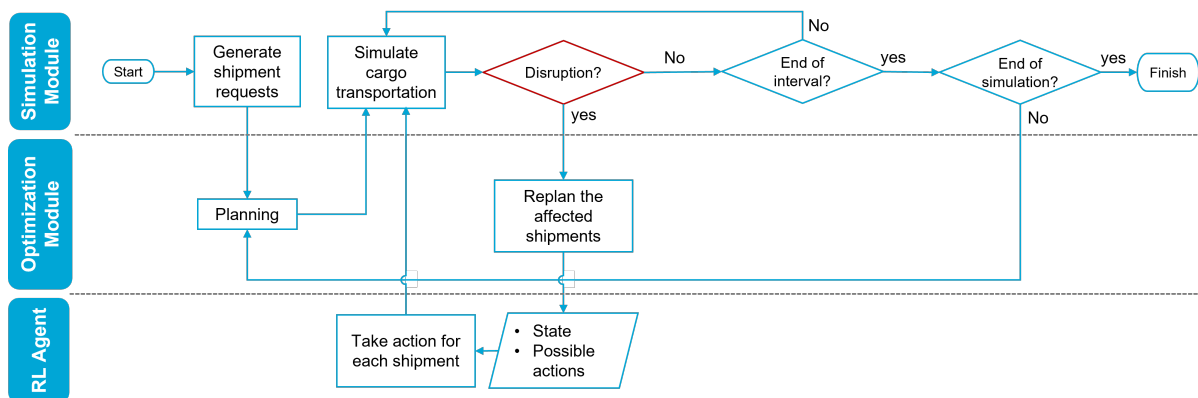 Simulation
Module
Start
Generate
shipment
requests
Simulate
cargo
transportation
Disruption?
No
End of
interval?
No
yes
End of
simulation?
yes
Finish
yes
No
Optimization
Module
Planning
Replan the
affected
shipments
RL Agent
Take action for
each shipment
• State
• Possible
actions